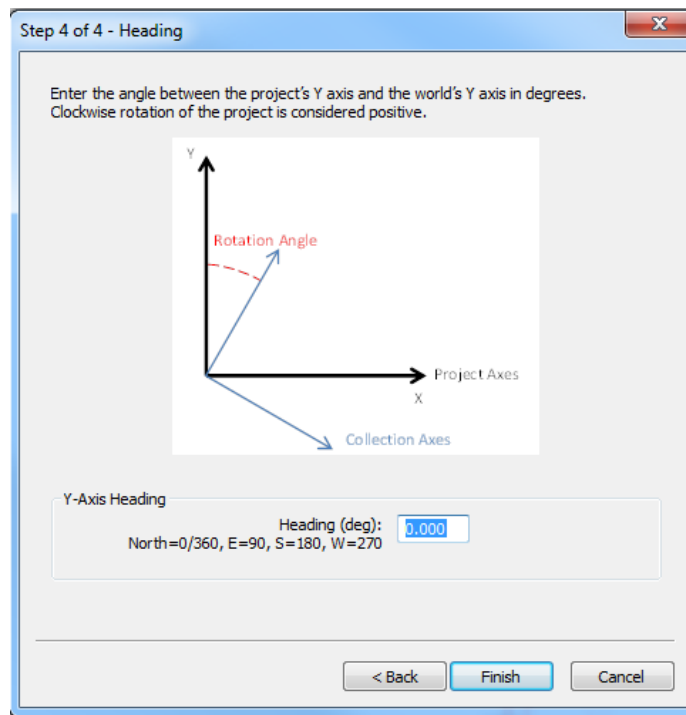 Step 4 of 4 - Heading
X
Enter the angle between the project's Y axis and the world's Y axis in degrees.
Clockwise rotation of the project is considered positive.
Y
Rotation Angle
Project Axes
X
Collection Axes
Y-Axis Heading
Heading (deg): 0.000
North=0/360, E=90, S=180, W=270
< Back Finish Cancel